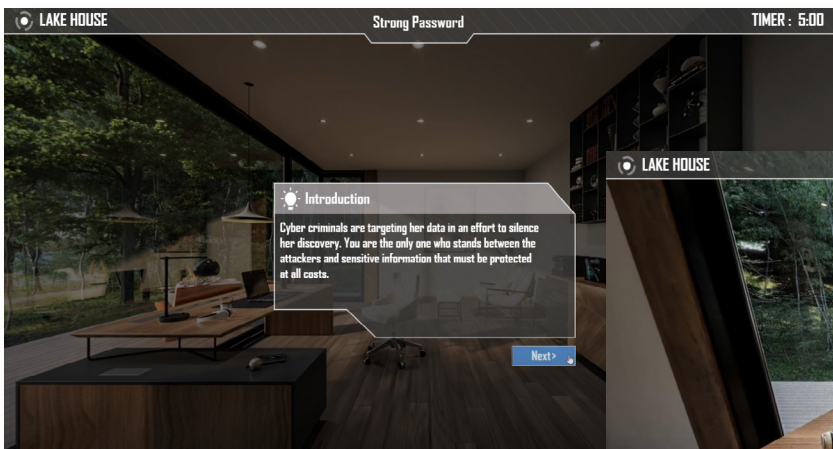 LAKE HOUSE
Strong Password
TIMER : 5:00
LAKE HOUSE
Introduction
Cyber criminals are targeting her data in an effort to silence
her discovery. You are the only one who stands between the
attackers and sensitive information that must be protected
at all costs.
Next>